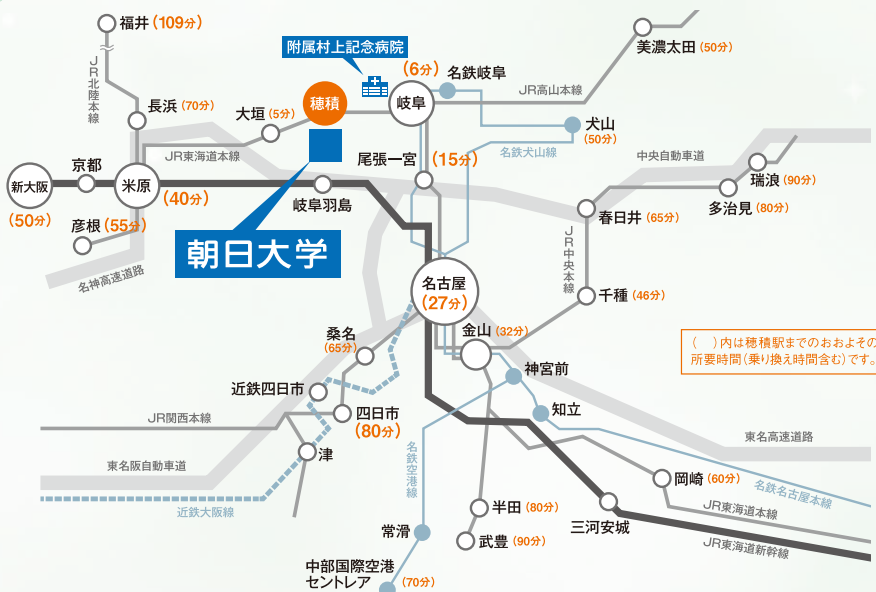 福井(109分)
附属村上記念病院
美濃太田(50分)
JR北陸本線
(6分)
名鉄岐阜
JR高山本線
長浜(70分)
大垣(5分)
穂積
岐阜
犬山
(50分)
JR東海道本線
名鉄犬山線
中央自動車道
尾張一宮
(15分)
新大阪
京都
米原
(50分)
(40分)
岐阜羽島
瑞浪(90分)
多治見(80分)
彦根(55分)
春日井(65分)
朝日大学
名神高速道路
JR中央本線
名古屋
(27分)
千種(46分)
金山(32分)
桑名
(65分)
( )内は穂積駅までのおおよその
所要時間(乗り換え時間含む)です。
神宮前
近鉄四日市
知立
JR関西本線
四日市
(80分)
東名高速道路
津
名鉄空港線
東名阪自動車道
岡崎(60分)
名鉄名古屋本線
近鉄大阪線
半田(80分)
JR東海道本線
三河安城
常滑
武豊(90分)
JR東海道新幹線
中部国際空港
セントレア(70分)